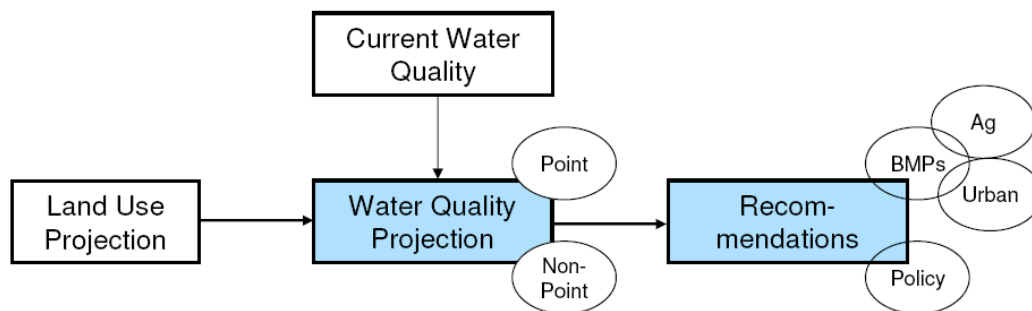 Current Water
Quality
Point
Ag
BMPs
Urban
Land Use
Projection
Water Quality
Projection
Recom-
mendations
Non-
Point
Policy